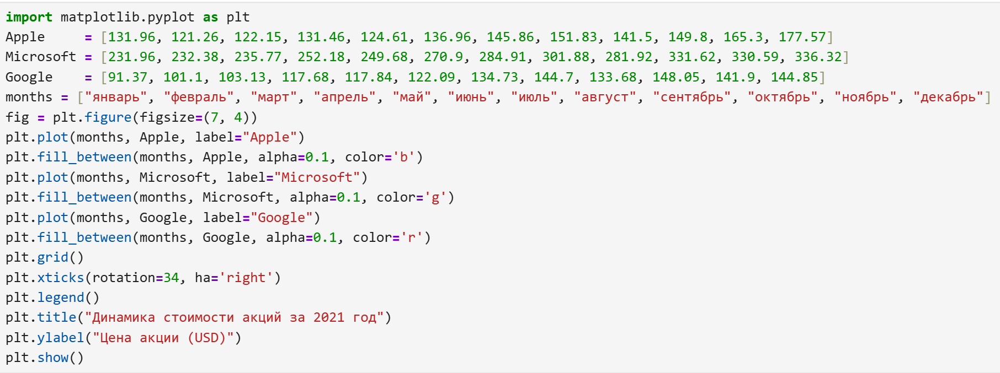 import matplotlib.pyplot as plt
Apple     = [131.96, 121.26, 122.15, 131.46, 124.61, 136.96, 145.86, 151.83, 141.5, 149.8, 165.3, 177.57]
Microsoft = [231.96, 232.38, 235.77, 252.18, 249.68, 270.9, 284.91, 301.88, 281.92, 331.62, 330.59, 336.32]
Google    = [91.37, 101.1, 103.13, 117.68, 117.84, 122.09, 134.73, 144.7, 133.68, 148.05, 141.9, 144.85]
months = ["январь", "февраль", "март", "апрель", "май", "июнь", "июль", "август", "сентябрь", "октябрь", "ноябрь", "декабрь"]
fig = plt.figure(figsize=(7, 4))
plt.plot(months, Apple, label="Apple")
plt.fill_between(months, Apple, alpha=0.1, color='b')
plt.plot(months, Microsoft, label="Microsoft")
plt.fill_between(months, Microsoft, alpha=0.1, color='g')
plt.plot(months, Google, label="Google")
plt.fill_between(months, Google, alpha=0.1, color='r')
plt.grid()
plt.xticks(rotation=34, ha='right')
plt.legend()
plt.title("Динамика стоимости акций за 2021 год")
plt.ylabel("Цена акции (USD)")
plt.show()